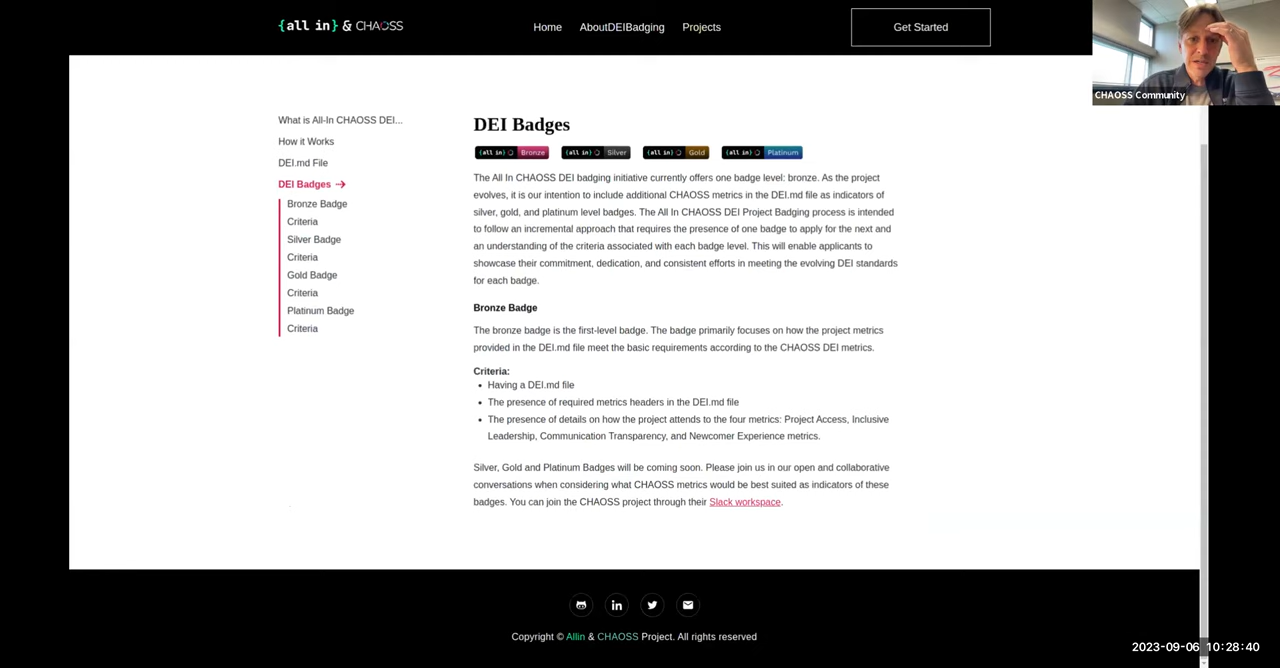 {all in} & CHAOSS
Home AboutDEIBadging Projects
Get Started
CHAOSS Community
What is All-In CHAOSS DEI...
How it Works
DEI.md File
DEI Badges →
Bronze Badge
Criteria
Silver Badge
Criteria
Gold Badge
Criteria
Platinum Badge
Criteria
DEI Badges
{all in} Bronze {all in} Silver {all in} Gold {all in} Platinum
The All In CHAOSS DEI badging initiative currently offers one badge level: bronze. As the project
evolves, it is our intention to include additional CHAOSS metrics in the DEI.md file as indicators of
silver, gold, and platinum level badges. The All In CHAOSS DEI Project Badging process is intended
to follow an incremental approach that requires the presence of one badge to apply for the next and
an understanding of the criteria associated with each badge level. This will enable applicants to
showcase their commitment, dedication, and consistent efforts in meeting the evolving DEI standards
for each badge.
Bronze Badge
The bronze badge is the first-level badge. The badge primarily focuses on how the project metrics
provided in the DEI.md file meet the basic requirements according to the CHAOSS DEI metrics.
Criteria:
• Having a DEI.md file
• The presence of required metrics headers in the DEI.md file
• The presence of details on how the project attends to the four metrics: Project Access, Inclusive
Leadership, Communication Transparency, and Newcomer Experience metrics.
Silver, Gold and Platinum Badges will be coming soon. Please join us in our open and collaborative
conversations when considering what CHAOSS metrics would be best suited as indicators of these
badges. You can join the CHAOSS project through their Slack workspace.
in
Copyright © Allin & CHAOSS Project. All rights reserved
2023-09-06 10:28:40